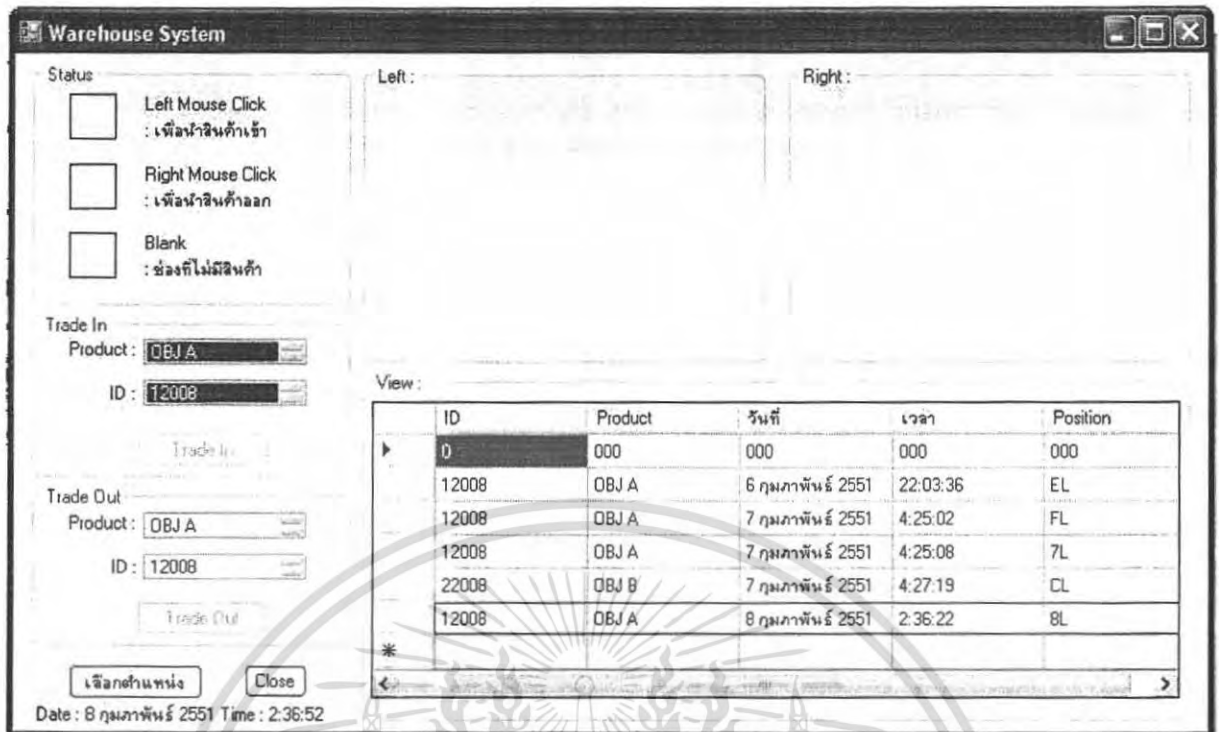 Warehouse System
Status
Left Mouse Click
: เพื่อนำสินค้าเข้า
Right Mouse Click
: เพื่อนำสินค้าออก
Blank
: ช่องที่ไม่มีสินค้า
Trade In
Product : OBJ A
ID : 12008
Trade In
Trade Out
Product : OBJ A
ID : 12008
Trade Out
เลือกตำแหน่ง Close
Date : 8 กุมภาพันธ์ 2551 Time : 2:36:52
Left :
Right :
View :
ID Product วันที่ เวลา Position
0 000 000 000 000
12008 OBJ A 6 กุมภาพันธ์ 2551 22:03:36 EL
12008 OBJ A 7 กุมภาพันธ์ 2551 4:25:02 FL
12008 OBJ A 7 กุมภาพันธ์ 2551 4:25:08 7L
22008 OBJ B 7 กุมภาพันธ์ 2551 4:27:19 CL
12008 OBJ A 8 กุมภาพันธ์ 2551 2:36:22 8L